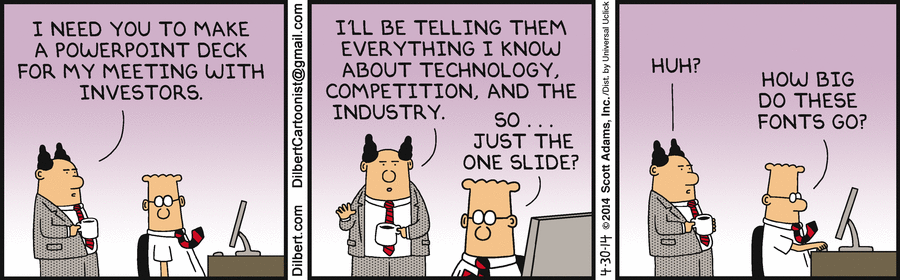 I NEED YOU TO MAKE
A POWERPOINT DECK
FOR MY MEETING WITH
INVESTORS.
Dilbert.com DilbertCartoonist@gmail.com
I'LL BE TELLING THEM
EVERYTHING I KNOW
ABOUT TECHNOLOGY,
COMPETITION, AND THE
INDUSTRY.
SO ...
JUST THE
ONE SLIDE?
4-30-14 © 2014 Scott Adams, Inc. /Dist. by Universal Uclick
HUH?
HOW BIG
DO THESE
FONTS GO?